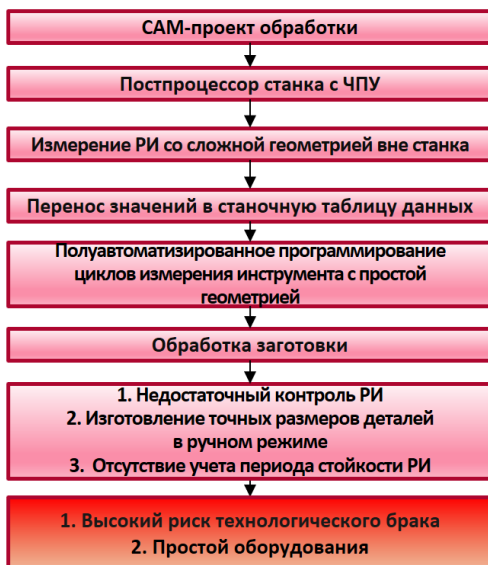 САМ-проект обработки
Постпроцессор станка с ЧПУ
Измерение РИ со сложной геометрией вне станка
Перенос значений в станочную таблицу данных
Полуавтоматизированное программирование
циклов измерения инструмента с простой
геометрией
Обработка заготовки
1. Недостаточный контроль РИ
2. Изготовление точных размеров деталей
в ручном режиме
3. Отсутствие учета периода стойкости РИ
1. Высокий риск технологического брака
2. Простой оборудования